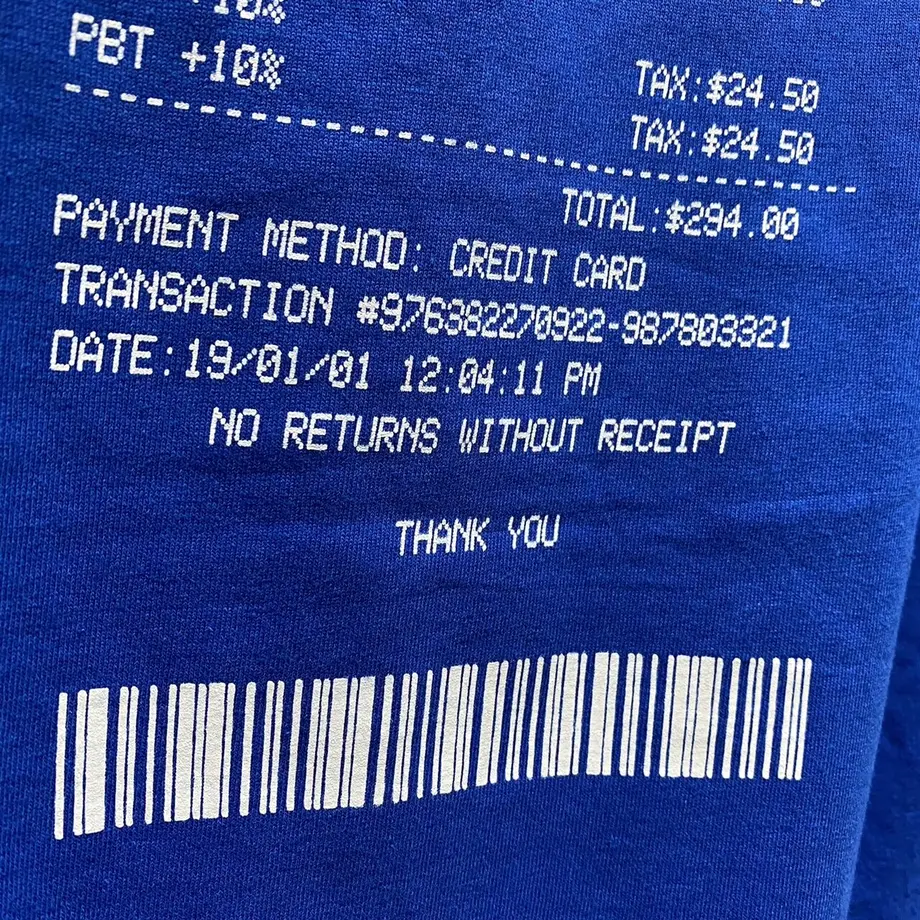 +10%
PBT +10%
TAX:$24.50
TAX:$24.50
TOTAL:$294.00
PAYMENT METHOD: CREDIT CARD
TRANSACTION #976382270922-987803321
DATE:19/01/01 12:04:11 PM
NO RETURNS WITHOUT RECEIPT
THANK YOU